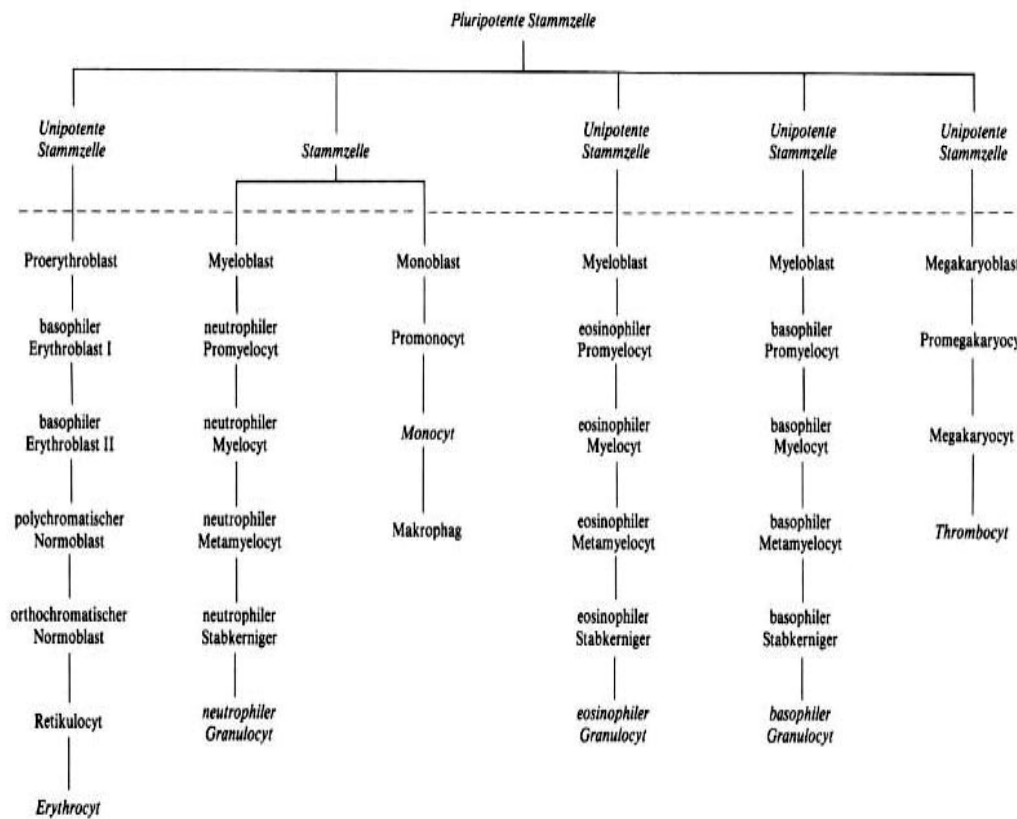 Pluripotente Stammzelle
Unipotente
Stammzelle
Stammzelle
Unipotente
Stammzelle
Unipotente
Stammzelle
Unipotente
Stammzelle
Proerythroblast
Myeloblast
Monoblast
Myeloblast
Myeloblast
Megakaryoblast
basophiler
Erythroblast I
neutrophiler
Promyelocyt
Promonocyt
eosinophiler
Promyelocyt
basophiler
Promyelocyt
Promegakaryocy
basophiler
Erythroblast II
neutrophiler
Myelocyt
Monocyt
eosinophiler
Myelocyt
basophiler
Myelocyt
Megakaryocyt
polychromatischer
Normoblast
neutrophiler
Metamyelocyt
Makrophag
eosinophiler
Metamyelocyt
basophiler
Metamyelocyt
Thrombocyt
orthochromatischer
Normoblast
neutrophiler
Stabkerniger
eosinophiler
Stabkerniger
basophiler
Stabkerniger
Retikulocyt
neutrophiler
Granulocyt
eosinophiler
Granulocyt
basophiler
Granulocyt
Erythrocyt